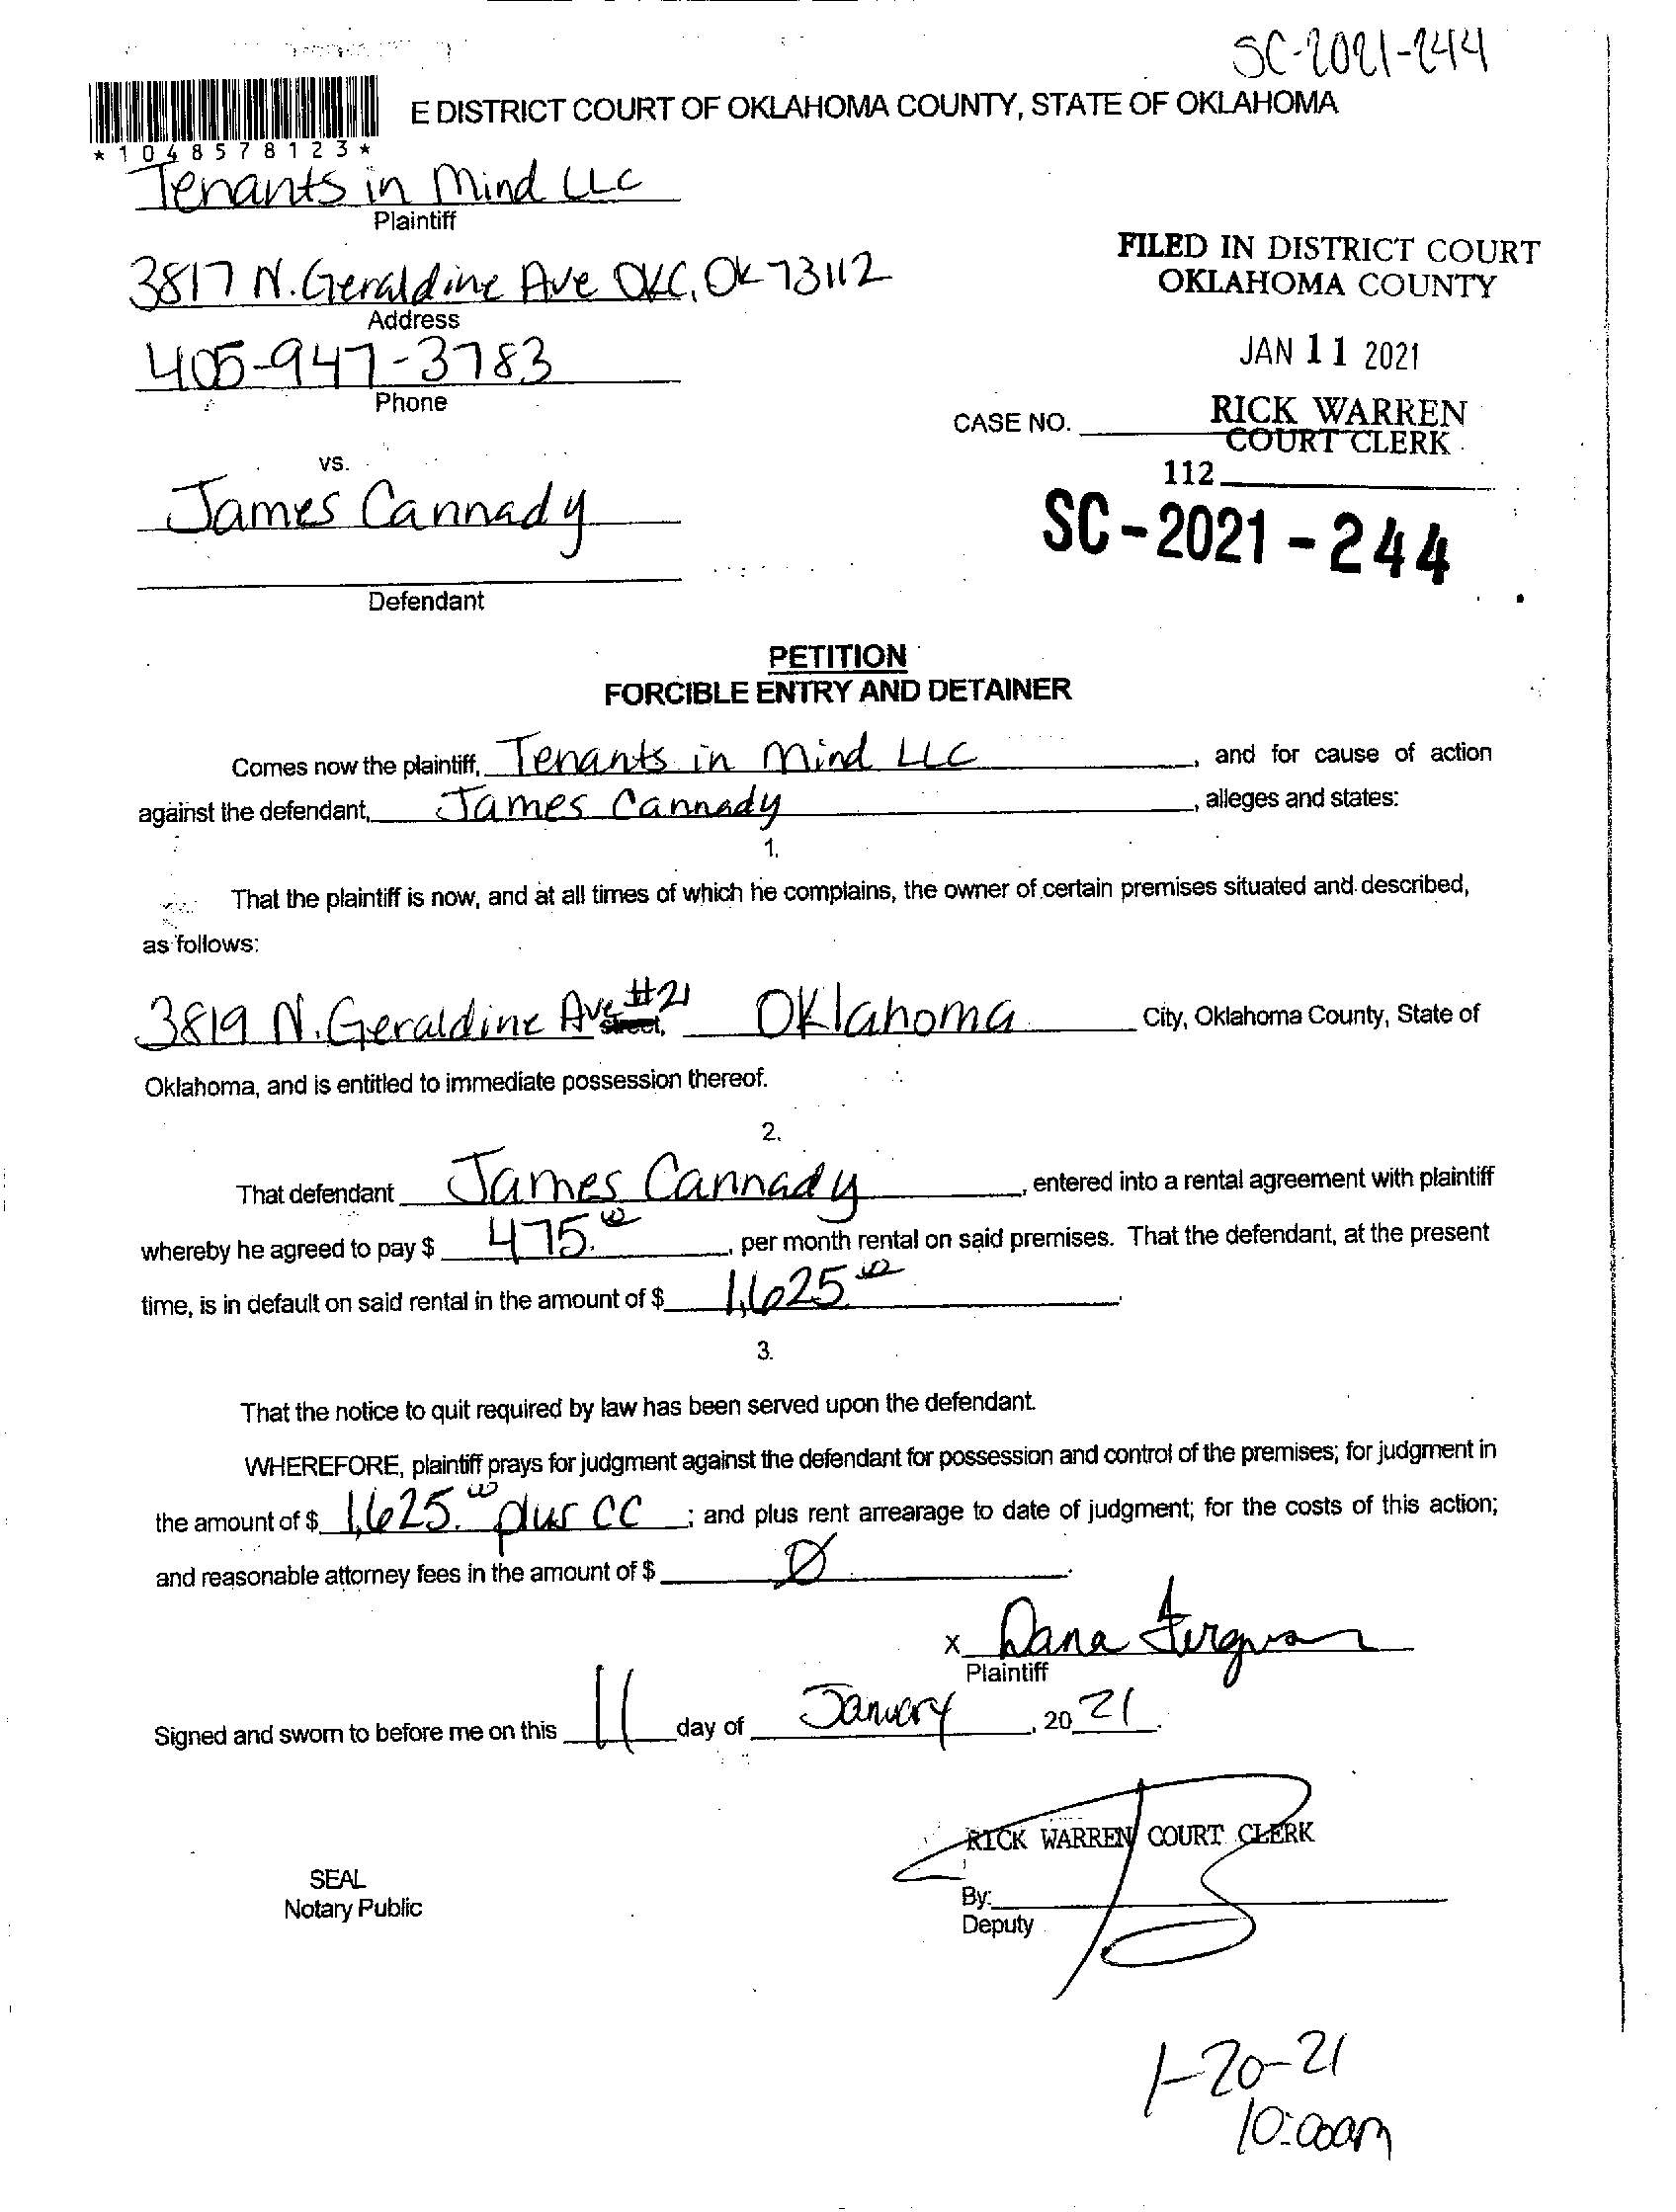 SC-2021-244
E DISTRICT COURT OF OKLAHOMA COUNTY, STATE OF OKLAHOMA
*1048578123*
Tenants in Mind LLC
Plaintiff
3817 N. Geraldine Ave OKC, OK 73112
Address
405-947-3783
Phone
FILED IN DISTRICT COURT
OKLAHOMA COUNTY
JAN 11 2021
RICK WARREN
COURT CLERK
CASE NO.
112
vs.
James Cannady
SC-2021-244
Defendant
PETITION
FORCIBLE ENTRY AND DETAINER
Comes now the plaintiff, Tenants in Mind LLC, and for cause of action
against the defendant, James Cannady, alleges and states:
1.
That the plaintiff is now, and at all times of which he complains, the owner of certain premises situated and described,
as follows:
3819 N. Geraldine Ave #21 street, Oklahoma City, Oklahoma County, State of
Oklahoma, and is entitled to immediate possession thereof.
2.
That defendant James Cannady, entered into a rental agreement with plaintiff
whereby he agreed to pay $ 475.00, per month rental on said premises. That the defendant, at the present
time, is in default on said rental in the amount of $ 1,625.00.
3.
That the notice to quit required by law has been served upon the defendant.
WHEREFORE, plaintiff prays for judgment against the defendant for possession and control of the premises; for judgment in
the amount of $ 1,625.00 plus CC; and plus rent arrearage to date of judgment; for the costs of this action;
and reasonable attorney fees in the amount of $ Ø.
x Dana Ferguson
Plaintiff
Signed and sworn to before me on this 11 day of January, 20 21.
RICK WARREN COURT CLERK
SEAL
Notary Public
By:
Deputy
1-20-21
10:00am